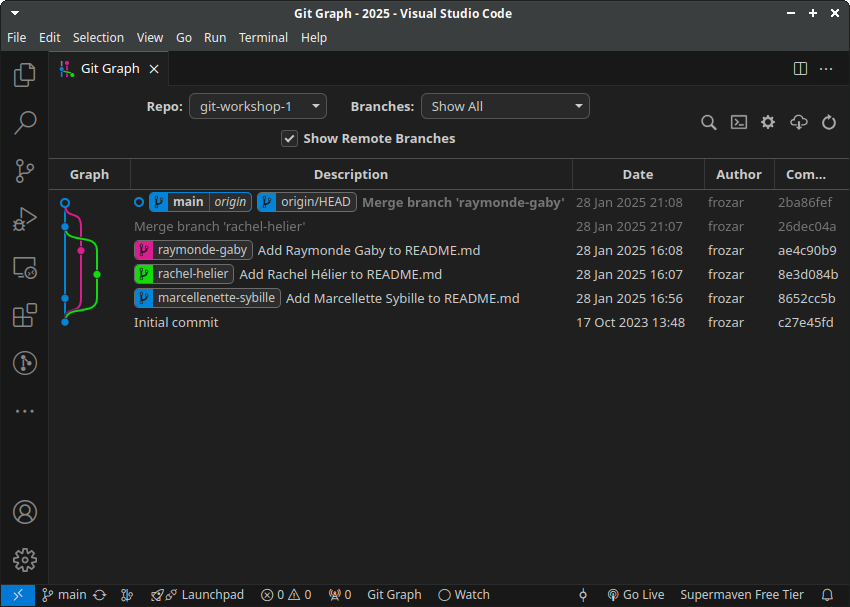 Git Graph - 2025 - Visual Studio Code
File Edit Selection View Go Run Terminal Help
Git Graph
Repo: git-workshop-1 Branches: Show All
Show Remote Branches
Graph Description Date Author Com...
main origin origin/HEAD Merge branch 'raymonde-gaby' 28 Jan 2025 21:08 frozar 2ba86fef
Merge branch 'rachel-helier' 28 Jan 2025 21:07 frozar 26dec04a
raymonde-gaby Add Raymonde Gaby to README.md 28 Jan 2025 16:08 frozar ae4c90b9
rachel-helier Add Rachel Hélier to README.md 28 Jan 2025 16:07 frozar 8e3d084b
marcellenette-sybille Add Marcellette Sybille to README.md 28 Jan 2025 16:56 frozar 8652cc5b
Initial commit 17 Oct 2023 13:48 frozar c27e45fd
main Launchpad 0 0 0 Git Graph Watch Go Live Supermaven Free Tier